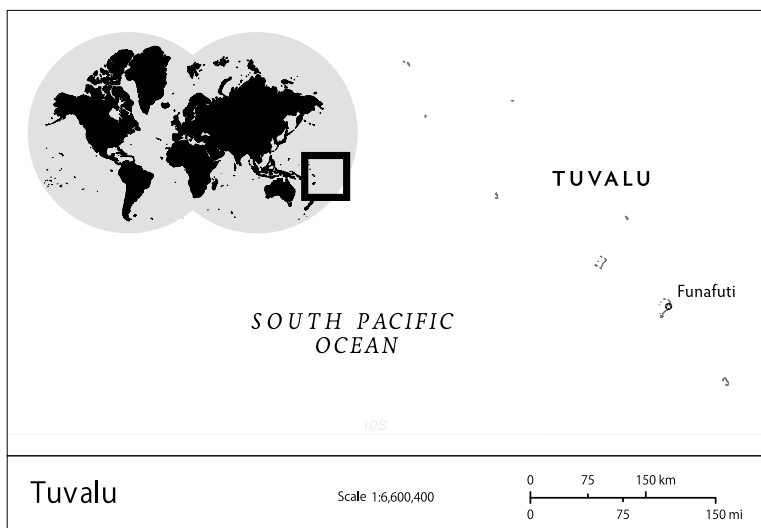 TUVALU
Funafuti
SOUTH PACIFIC
OCEAN
10S
Tuvalu
Scale 1:6,600,400
0 75 150 km
0 75 150 mi